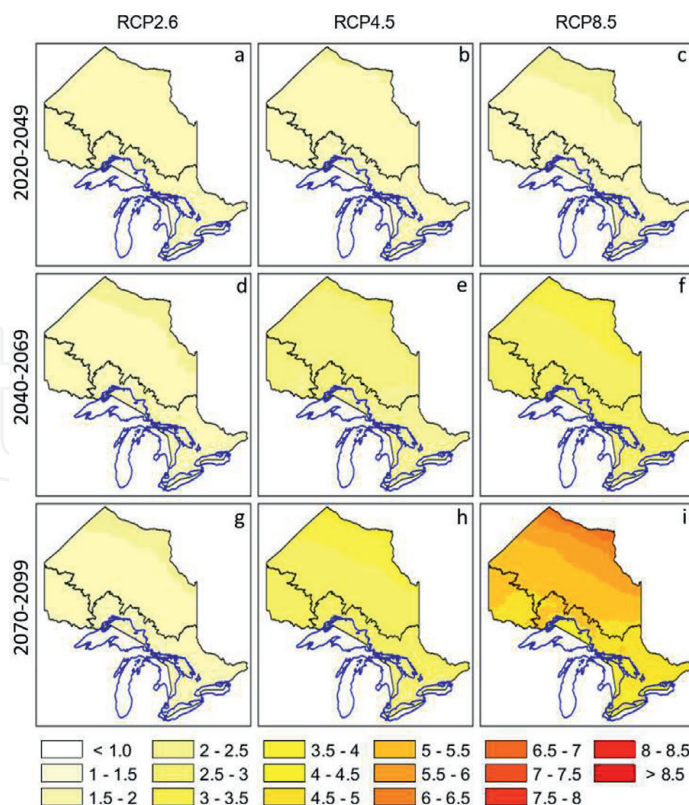 RCP2.6 RCP4.5 RCP8.5
2020-2049
a b c
2040-2069
d e f
2070-2099
g h i
< 1.0 2 - 2.5 3.5 - 4 5 - 5.5 6.5 - 7 8 - 8.5
1 - 1.5 2.5 - 3 4 - 4.5 5.5 - 6 7 - 7.5 > 8.5
1.5 - 2 3 - 3.5 4.5 - 5 6 - 6.5 7.5 - 8